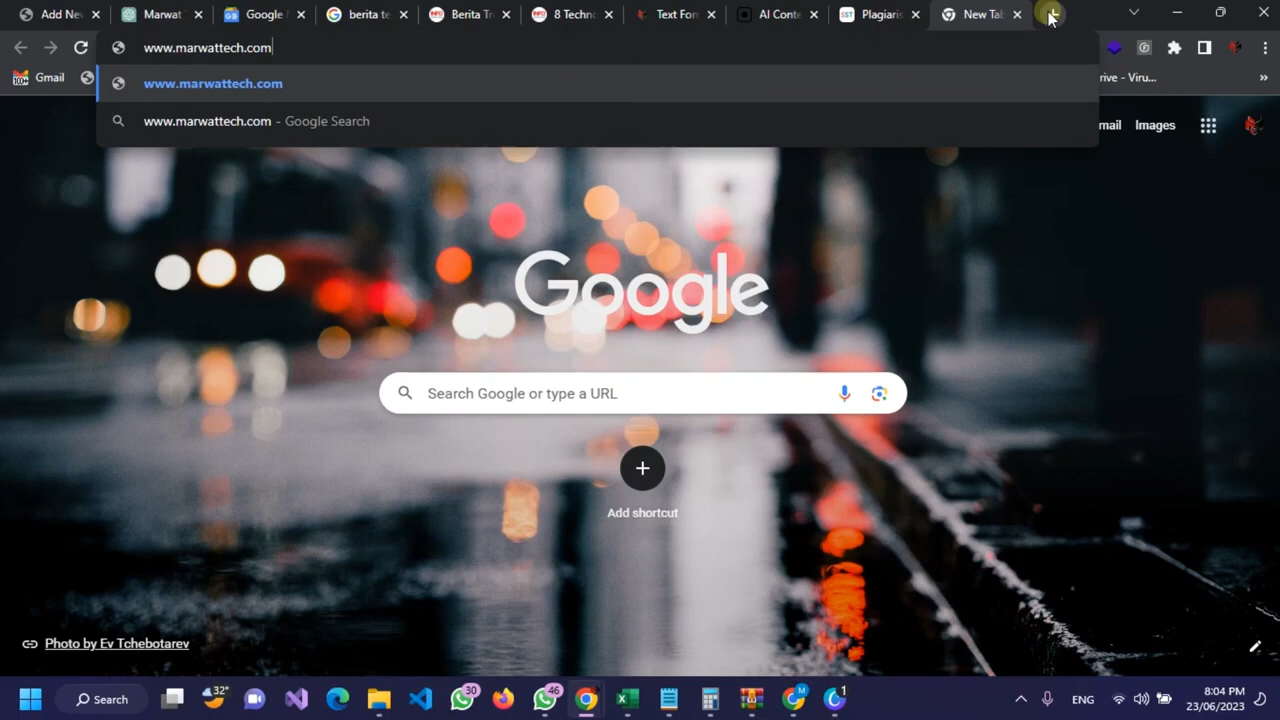 Add Ne
Marwat
Google
berita te
Berita Tr
8 Techno
Text For
AI Conte
Plagiaris
New Tab
www.marwattech.com
Gmail
www.marwattech.com
rive - Viru...
»
www.marwattech.com - Google Search
mail
Images
Google
Search Google or type a URL
Add shortcut
Photo by Ev Tchebotarev
Search
32°
30
46
M
1
ENG
8:04 PM
23/06/2023